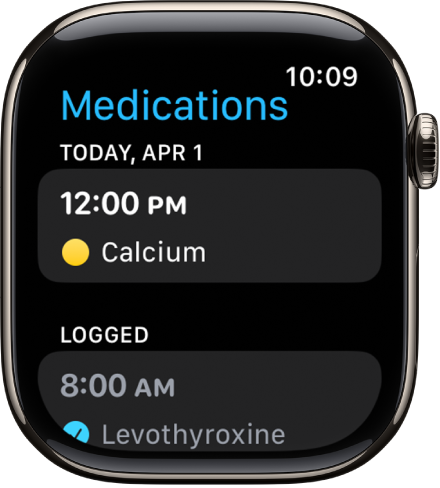 10:09
Medications
TODAY, APR 1
12:00 PM
Calcium
LOGGED
8:00 AM
Levothyroxine